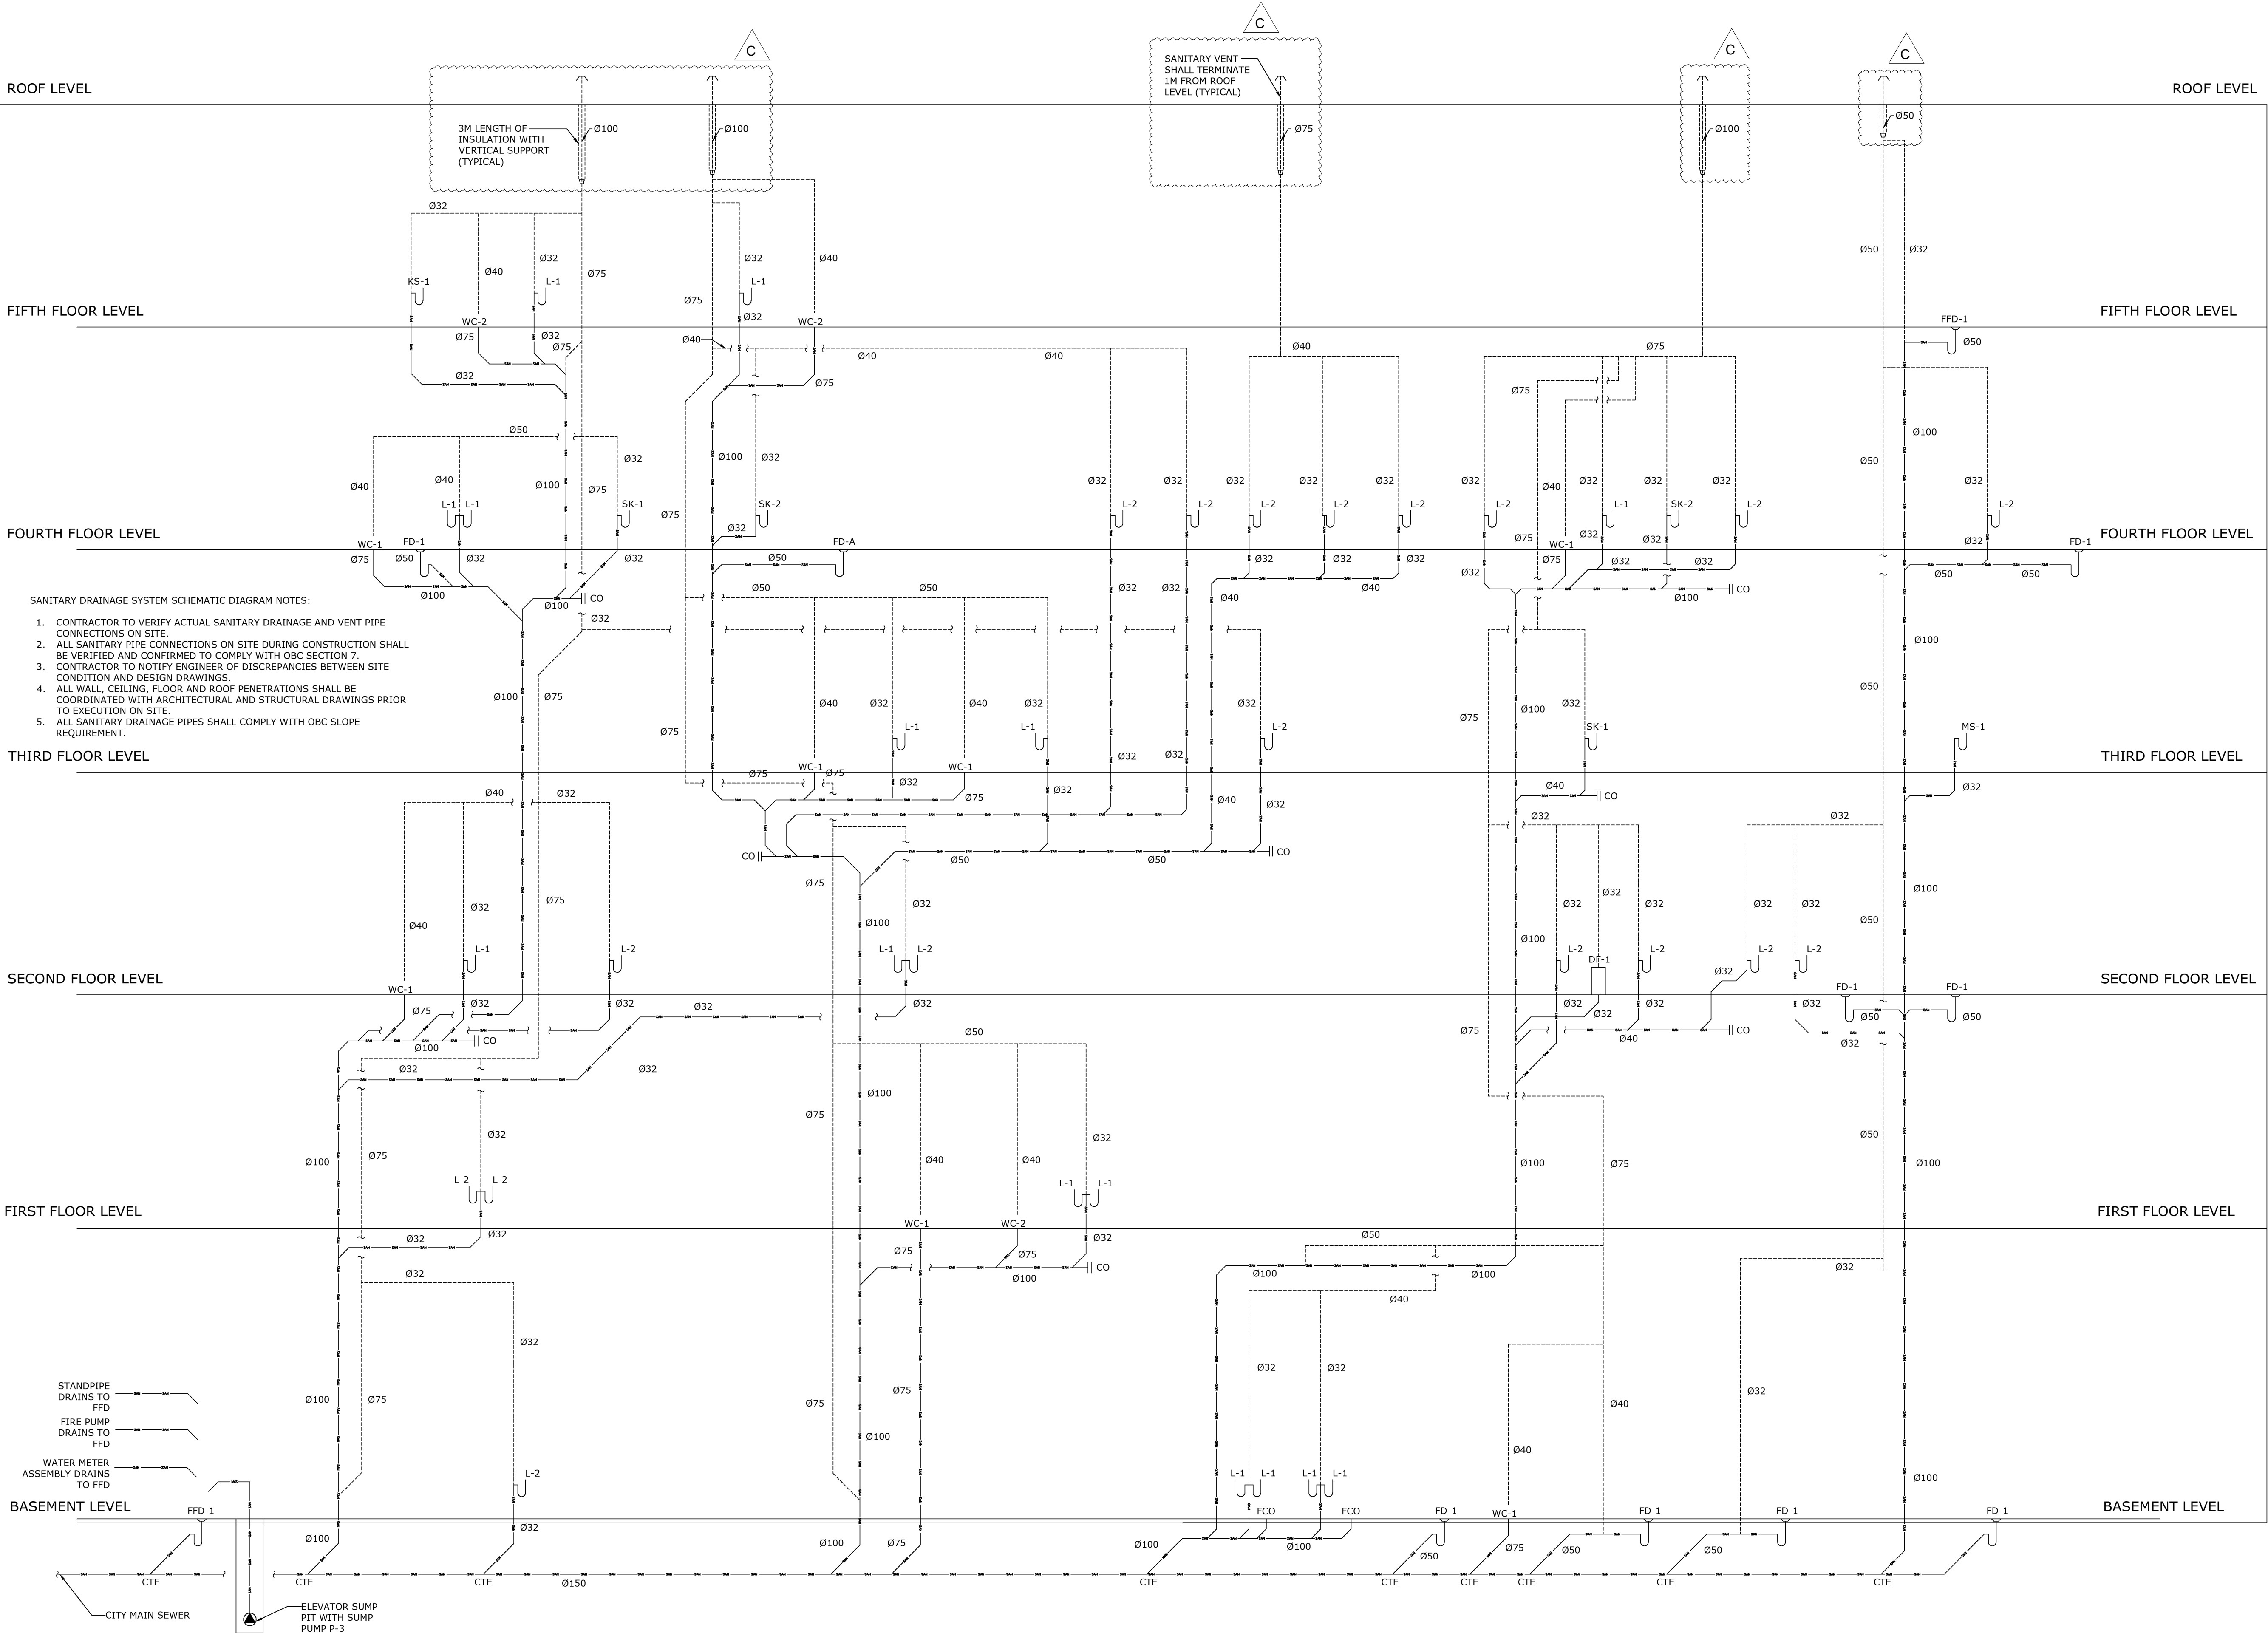 C
C
C
C
SANITARY VENT
SHALL TERMINATE
1M FROM ROOF
LEVEL (TYPICAL)
ROOF LEVEL
ROOF LEVEL
3M LENGTH OF
INSULATION WITH
VERTICAL SUPPORT
(TYPICAL)
Ø100
Ø100
Ø75
Ø100
Ø50
Ø32
Ø40
Ø32
Ø75
Ø32
Ø40
Ø50
Ø32
KS-1
L-1
Ø75
L-1
FIFTH FLOOR LEVEL
WC-2
Ø32
WC-2
FFD-1
FIFTH FLOOR LEVEL
Ø75
Ø32
Ø75
Ø40
Ø40
Ø40
Ø40
Ø75
Ø50
Ø32
Ø75
Ø75
Ø50
Ø32
Ø100
Ø32
Ø100
Ø50
Ø40
Ø40
Ø100
Ø75
Ø32
Ø32
Ø32
Ø32
Ø32
Ø32
Ø40
Ø32
Ø32
Ø32
Ø32
L-1
L-1
SK-1
Ø75
SK-2
L-2
L-2
L-2
L-2
L-2
L-2
L-1
SK-2
L-2
L-2
FOURTH FLOOR LEVEL
Ø32
Ø75
Ø32
Ø32
Ø32
FOURTH FLOOR LEVEL
WC-1
FD-1
FD-A
WC-1
FD-1
Ø75
Ø50
Ø32
Ø32
Ø50
Ø32
Ø32
Ø32
Ø32
Ø75
Ø32
Ø32
Ø50
Ø50
Ø100
Ø100
CO
Ø32
Ø50
Ø50
Ø32
Ø32
Ø40
Ø40
Ø100
CO
SANITARY DRAINAGE SYSTEM SCHEMATIC DIAGRAM NOTES:
1. CONTRACTOR TO VERIFY ACTUAL SANITARY DRAINAGE AND VENT PIPE
CONNECTIONS ON SITE.
2. ALL SANITARY PIPE CONNECTIONS ON SITE DURING CONSTRUCTION SHALL
BE VERIFIED AND CONFIRMED TO COMPLY WITH OBC SECTION 7.
3. CONTRACTOR TO NOTIFY ENGINEER OF DISCREPANCIES BETWEEN SITE
CONDITION AND DESIGN DRAWINGS.
4. ALL WALL, CEILING, FLOOR AND ROOF PENETRATIONS SHALL BE
COORDINATED WITH ARCHITECTURAL AND STRUCTURAL DRAWINGS PRIOR
TO EXECUTION ON SITE.
5. ALL SANITARY DRAINAGE PIPES SHALL COMPLY WITH OBC SLOPE
REQUIREMENT.
Ø100
Ø75
Ø75
Ø40
Ø32
Ø40
Ø32
Ø32
Ø75
Ø100
Ø32
Ø100
Ø50
L-1
L-1
L-2
SK-1
MS-1
THIRD FLOOR LEVEL
Ø32
Ø32
THIRD FLOOR LEVEL
Ø75
WC-1
Ø75
WC-1
Ø32
Ø75
Ø32
Ø40
Ø32
Ø40
CO
Ø32
Ø40
Ø32
Ø32
Ø32
CO
Ø50
Ø50
CO
Ø75
Ø40
Ø32
Ø75
Ø100
Ø32
Ø100
Ø32
Ø32
Ø32
Ø32
Ø32
Ø50
Ø100
L-1
L-2
L-1
L-2
L-2
DF-1
L-2
L-2
L-2
SECOND FLOOR LEVEL
Ø32
SECOND FLOOR LEVEL
WC-1
FD-1
FD-1
Ø75
Ø32
Ø32
Ø32
Ø32
Ø32
Ø32
Ø32
Ø50
Ø50
Ø100
CO
Ø50
Ø75
Ø40
CO
Ø32
Ø32
Ø32
Ø75
Ø100
Ø100
Ø75
Ø32
Ø40
Ø40
Ø32
Ø100
Ø75
Ø50
Ø100
L-2
L-2
L-1
L-1
FIRST FLOOR LEVEL
WC-1
WC-2
FIRST FLOOR LEVEL
Ø32
Ø32
Ø75
Ø75
Ø32
Ø50
Ø32
Ø100
CO
Ø100
Ø100
Ø40
Ø32
Ø32
Ø100
Ø75
Ø75
Ø100
Ø75
Ø32
Ø32
Ø40
Ø40
Ø32
Ø100
STANDPIPE
DRAINS TO
FFD
FIRE PUMP
DRAINS TO
FFD
WATER METER
ASSEMBLY DRAINS
TO FFD
L-2
L-1
L-1
L-1
L-1
BASEMENT LEVEL
BASEMENT LEVEL
FFD-1
FCO
FCO
FD-1
WC-1
FD-1
FD-1
FD-1
Ø100
Ø32
Ø100
Ø75
Ø100
Ø100
Ø50
Ø75
Ø50
Ø50
CTE
CTE
CTE
Ø150
CTE
CTE
CTE
CTE
CTE
CTE
CITY MAIN SEWER
ELEVATOR SUMP
PIT WITH SUMP
PUMP P-3